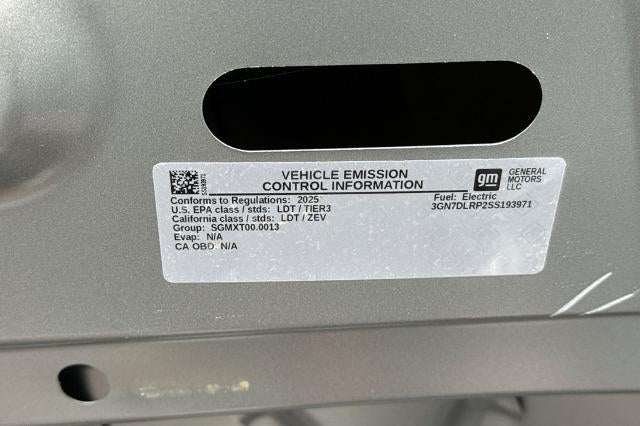 VEHICLE EMISSION
CONTROL INFORMATION
gm
GENERAL
MOTORS
LLC
Conforms to Regulations: 2025
U.S. EPA class / stds: LDT / TIER3
California class / stds: LDT / ZEV
Group: SGMXT00.0013
Evap: N/A
CA OBD: N/A
Fuel: Electric
3GN7DLRP2SS193971